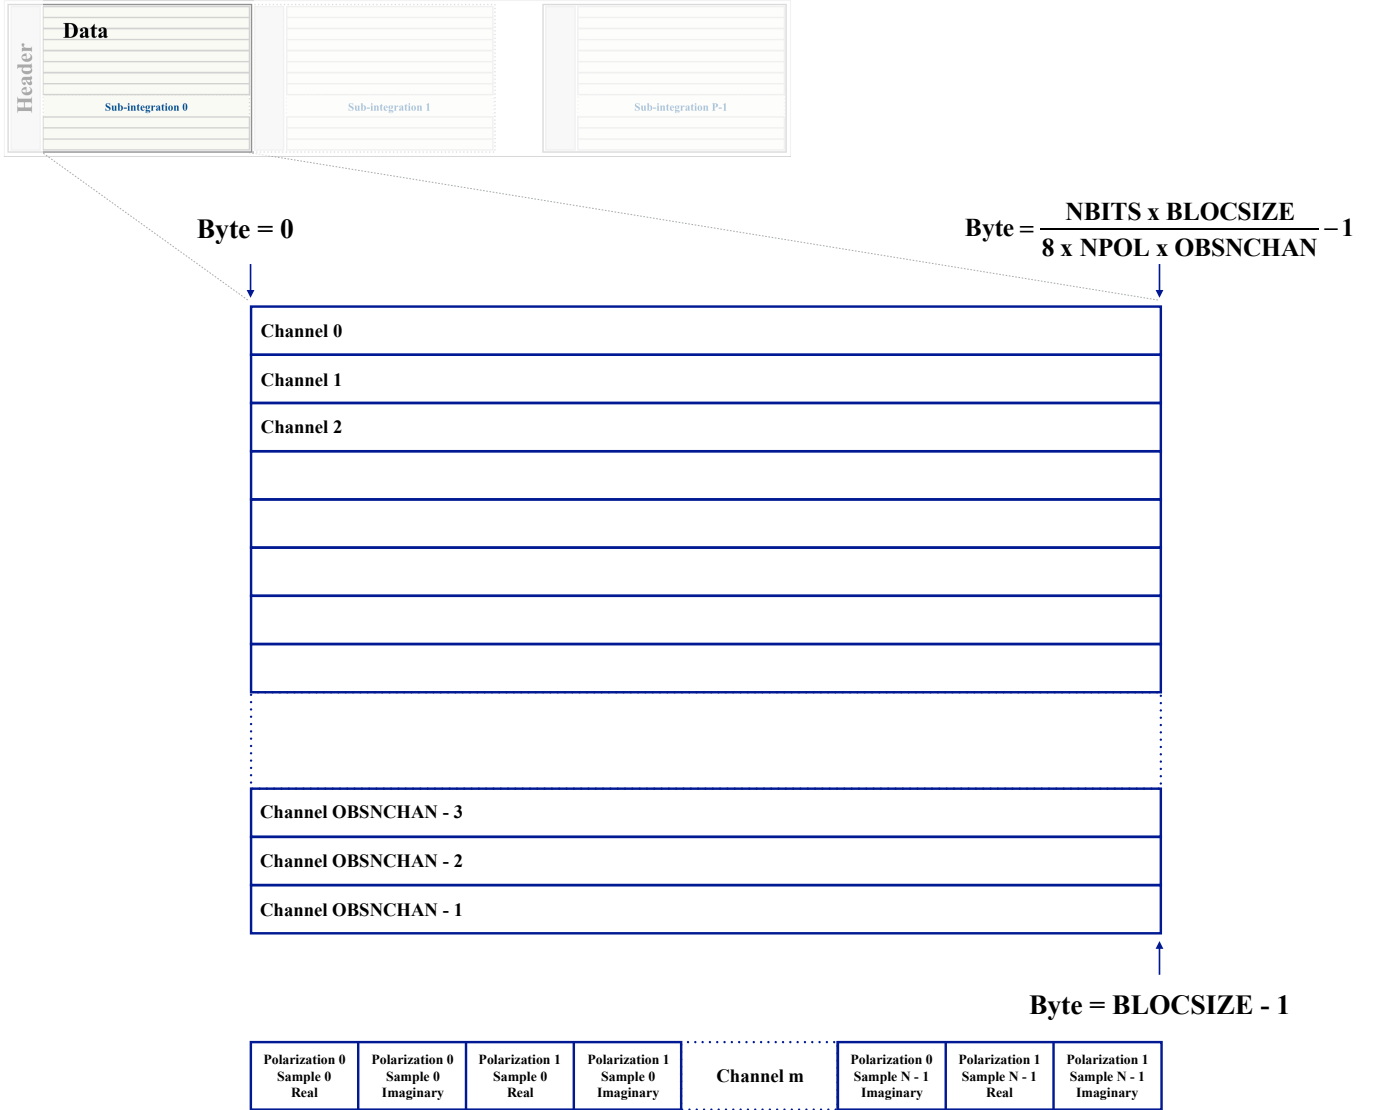 Header
Data
Sub-integration 0
Sub-integration 1
Sub-integration P-1
Byte = 0
Byte = NBITS x BLOCSIZE / 8 x NPOL x OBSNCHAN − 1
Channel 0
Channel 1
Channel 2
Channel OBSNCHAN - 3
Channel OBSNCHAN - 2
Channel OBSNCHAN - 1
Byte = BLOCSIZE - 1
Polarization 0
Sample 0
Real
Polarization 0
Sample 0
Imaginary
Polarization 1
Sample 0
Real
Polarization 1
Sample 0
Imaginary
Channel m
Polarization 0
Sample N - 1
Imaginary
Polarization 1
Sample N - 1
Real
Polarization 1
Sample N - 1
Imaginary